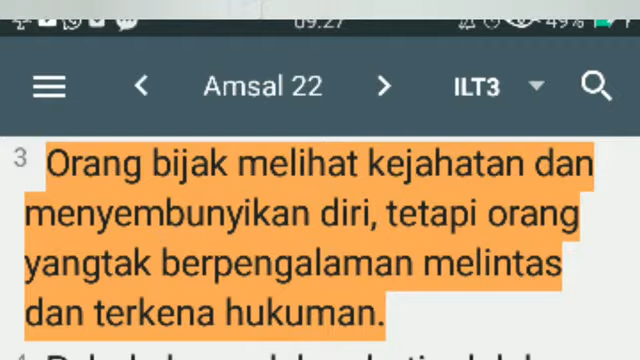 09.27
49%
Amsal 22
ILT3
3 Orang bijak melihat kejahatan dan
menyembunyikan diri, tetapi orang
yangtak berpengalaman melintas
dan terkena hukuman.